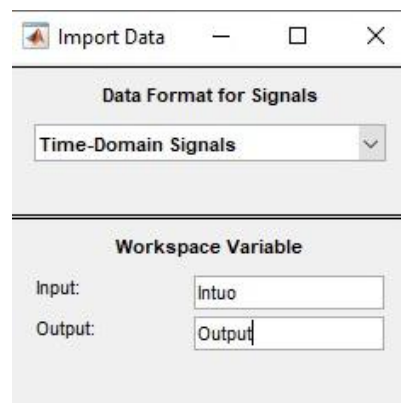 Import Data
Data Format for Signals
Time-Domain Signals
Workspace Variable
Input: Intuo
Output: Output